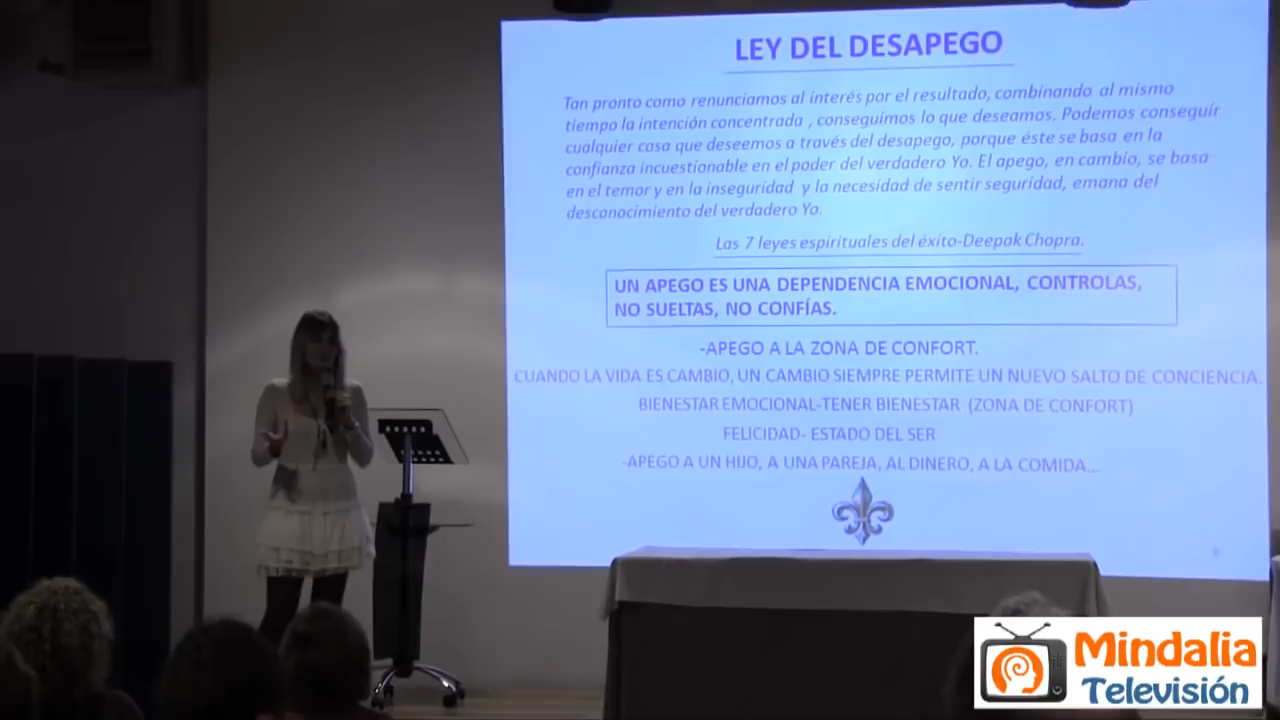 LEY DEL DESAPEGO
Tan pronto como renunciamos al interés por el resultado, combinando al mismo
tiempo la intención concentrada , conseguimos lo que deseamos. Podemos conseguir
cualquier cosa que deseemos a través del desapego, porque éste se basa en la
confianza incuestionable en el poder del verdadero Yo. El apego, en cambio, se basa
en el temor y en la inseguridad y la necesidad de sentir seguridad, emana del
desconocimiento del verdadero Yo.
Las 7 leyes espirituales del éxito-Deepak Chopra.
UN APEGO ES UNA DEPENDENCIA EMOCIONAL, CONTROLAS,
NO SUELTAS, NO CONFÍAS.
-APEGO A LA ZONA DE CONFORT.
CUANDO LA VIDA ES CAMBIO, UN CAMBIO SIEMPRE PERMITE UN NUEVO SALTO DE CONCIENCIA.
BIENESTAR EMOCIONAL-TENER BIENESTAR (ZONA DE CONFORT)
FELICIDAD- ESTADO DEL SER
-APEGO A UN HIJO, A UNA PAREJA, AL DINERO, A LA COMIDA...
Mindalia
Televisión